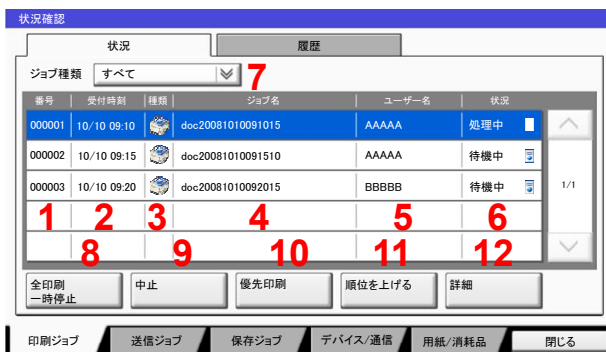 状況確認
状況 履歴
ジョブ種類 すべて 7
番号 受付時刻 種類 ジョブ名 ユーザー名 状況
000001 10/10 09:10 doc20081010091015 AAAAA 処理中
000002 10/10 09:15 doc20081010091510 AAAAA 待機中
000003 10/10 09:20 doc20081010092015 BBBBB 待機中 1/1
1 2 3 4 5 6
8 9 10 11 12
全印刷 中止 優先印刷 順位を上げる 詳細
一時停止
印刷ジョブ 送信ジョブ 保存ジョブ デバイス/通信 用紙/消耗品 閉じる